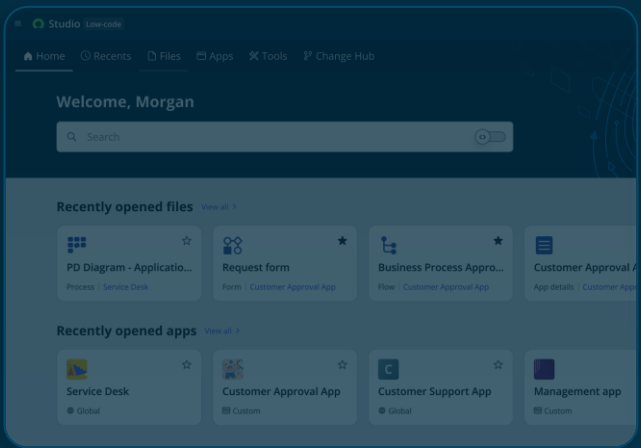 Studio Low-code
Home Recents Files Apps Tools Change Hub
Welcome, Morgan
Search
Recently opened files View all >
PD Diagram - Applicatio... Request form Business Process Appro... Customer Approval A
Process | Service Desk Form | Customer Approval App Flow | Customer Approval App App details | Customer App
Recently opened apps View all >
Service Desk Customer Approval App C Customer Support App Management app
Global Custom Global Custom